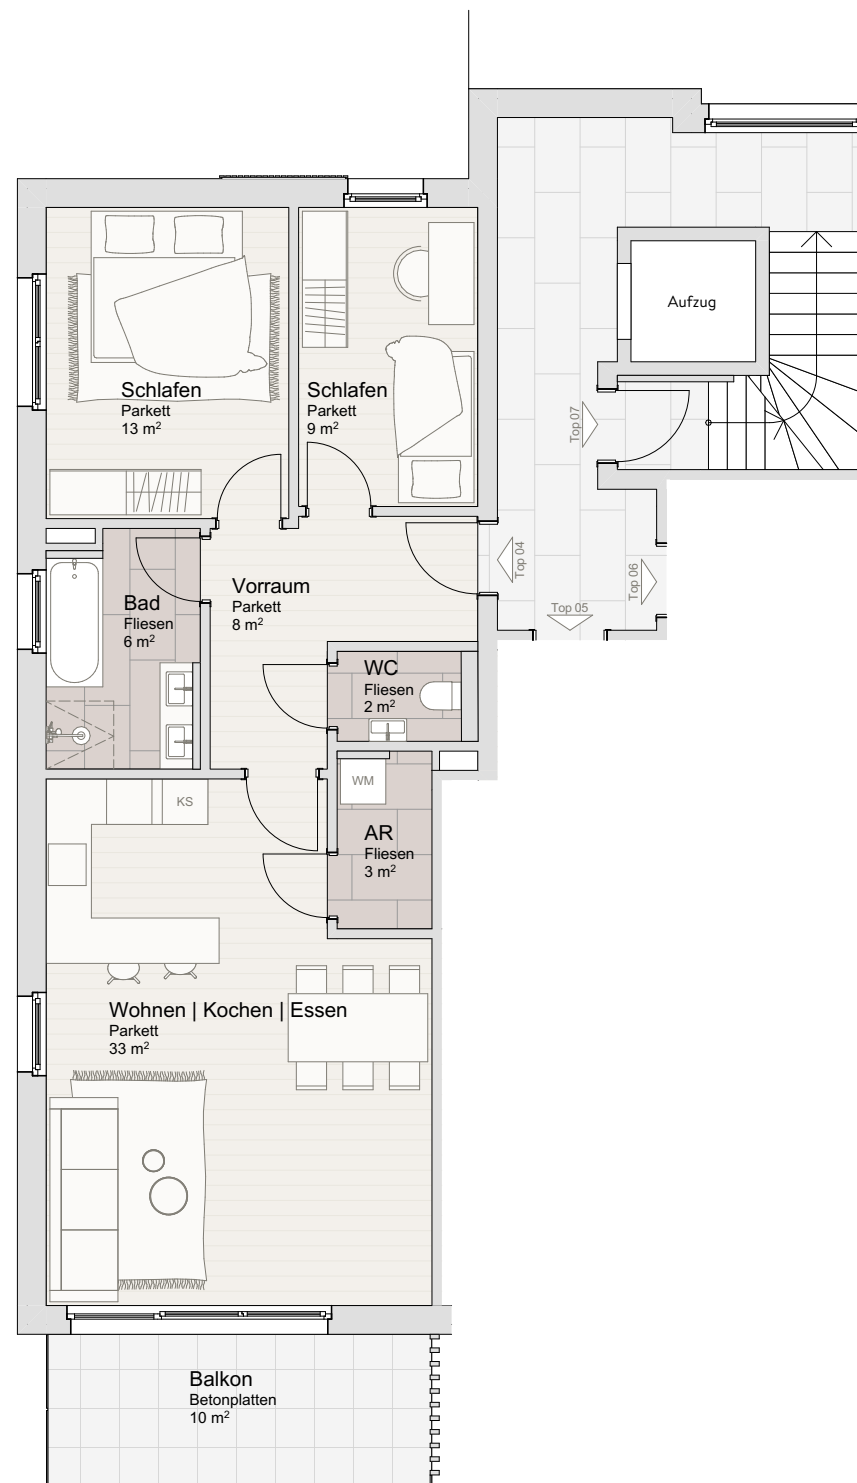 Aufzug
Schlafen
Parkett
13 m²
Schlafen
Parkett
9 m²
Top 07
Top 04
Top 06
Top 05
Vorraum
Parkett
8 m²
Bad
Fliesen
6 m²
WC
Fliesen
2 m²
WM
KS
AR
Fliesen
3 m²
Wohnen | Kochen | Essen
Parkett
33 m²
Balkon
Betonplatten
10 m²